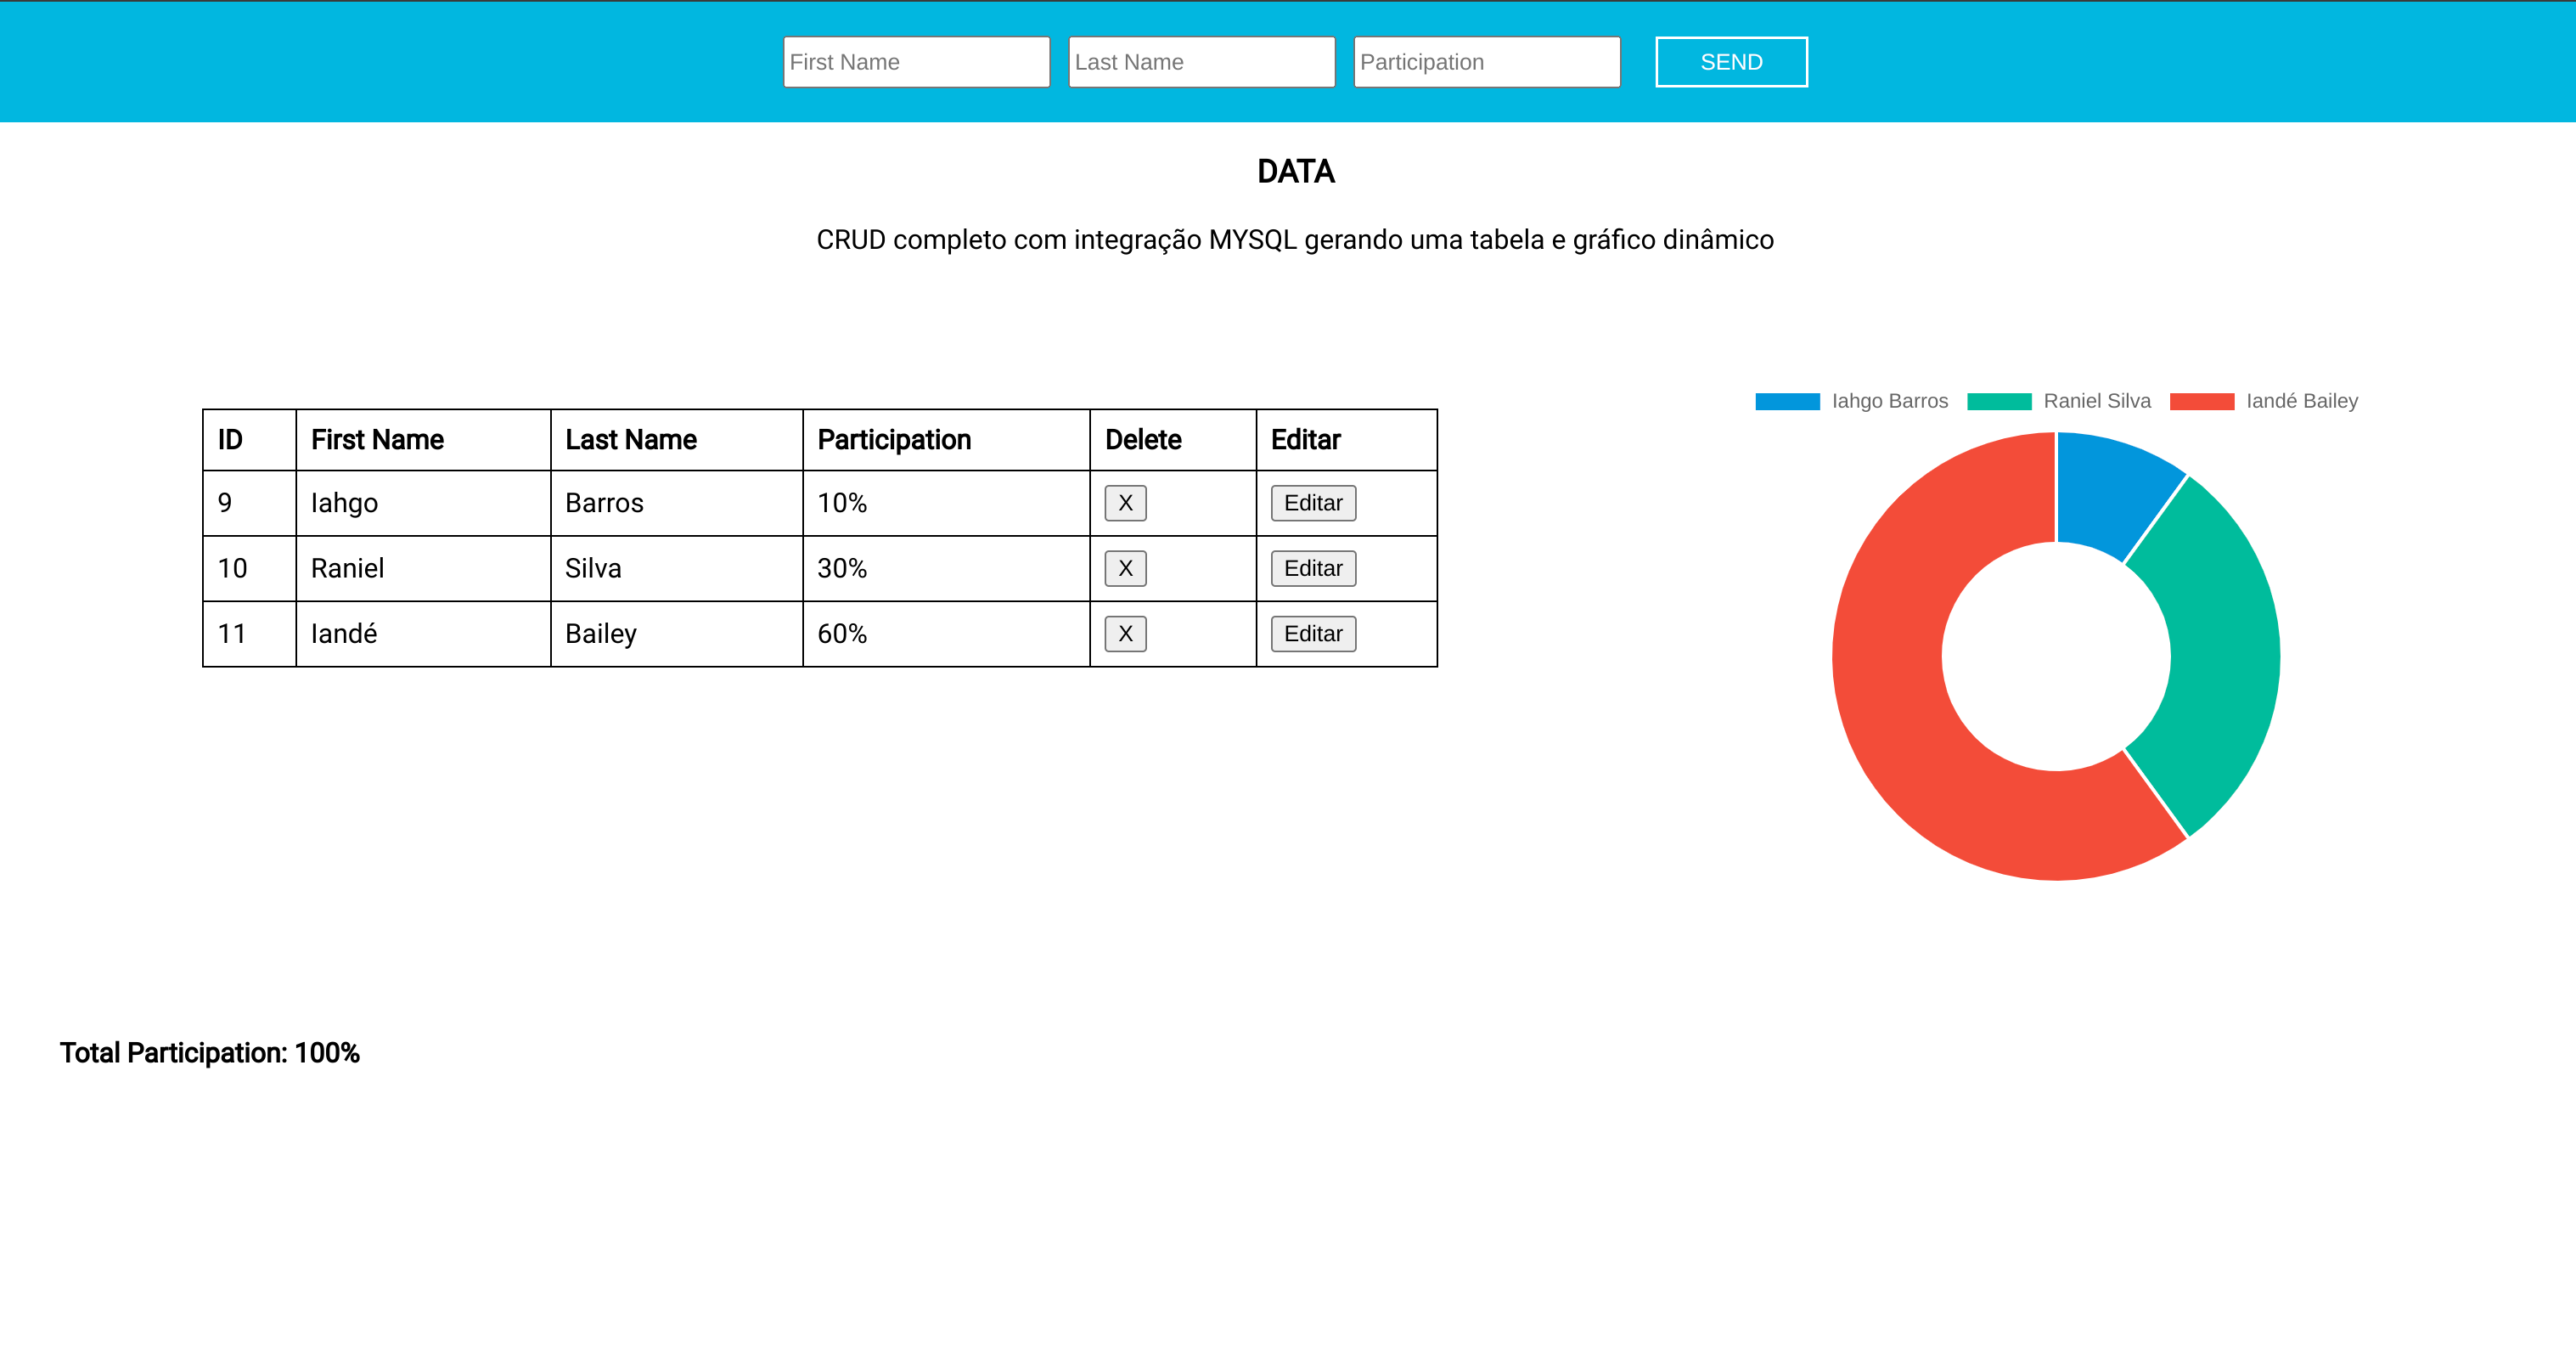 First Name Last Name Participation SEND
DATA
CRUD completo com integração MYSQL gerando uma tabela e gráfico dinâmico
ID First Name Last Name Participation Delete Editar
9 Iahgo Barros 10% X Editar
10 Raniel Silva 30% X Editar
11 Iandé Bailey 60% X Editar
Iahgo Barros Raniel Silva Iandé Bailey
Total Participation: 100%